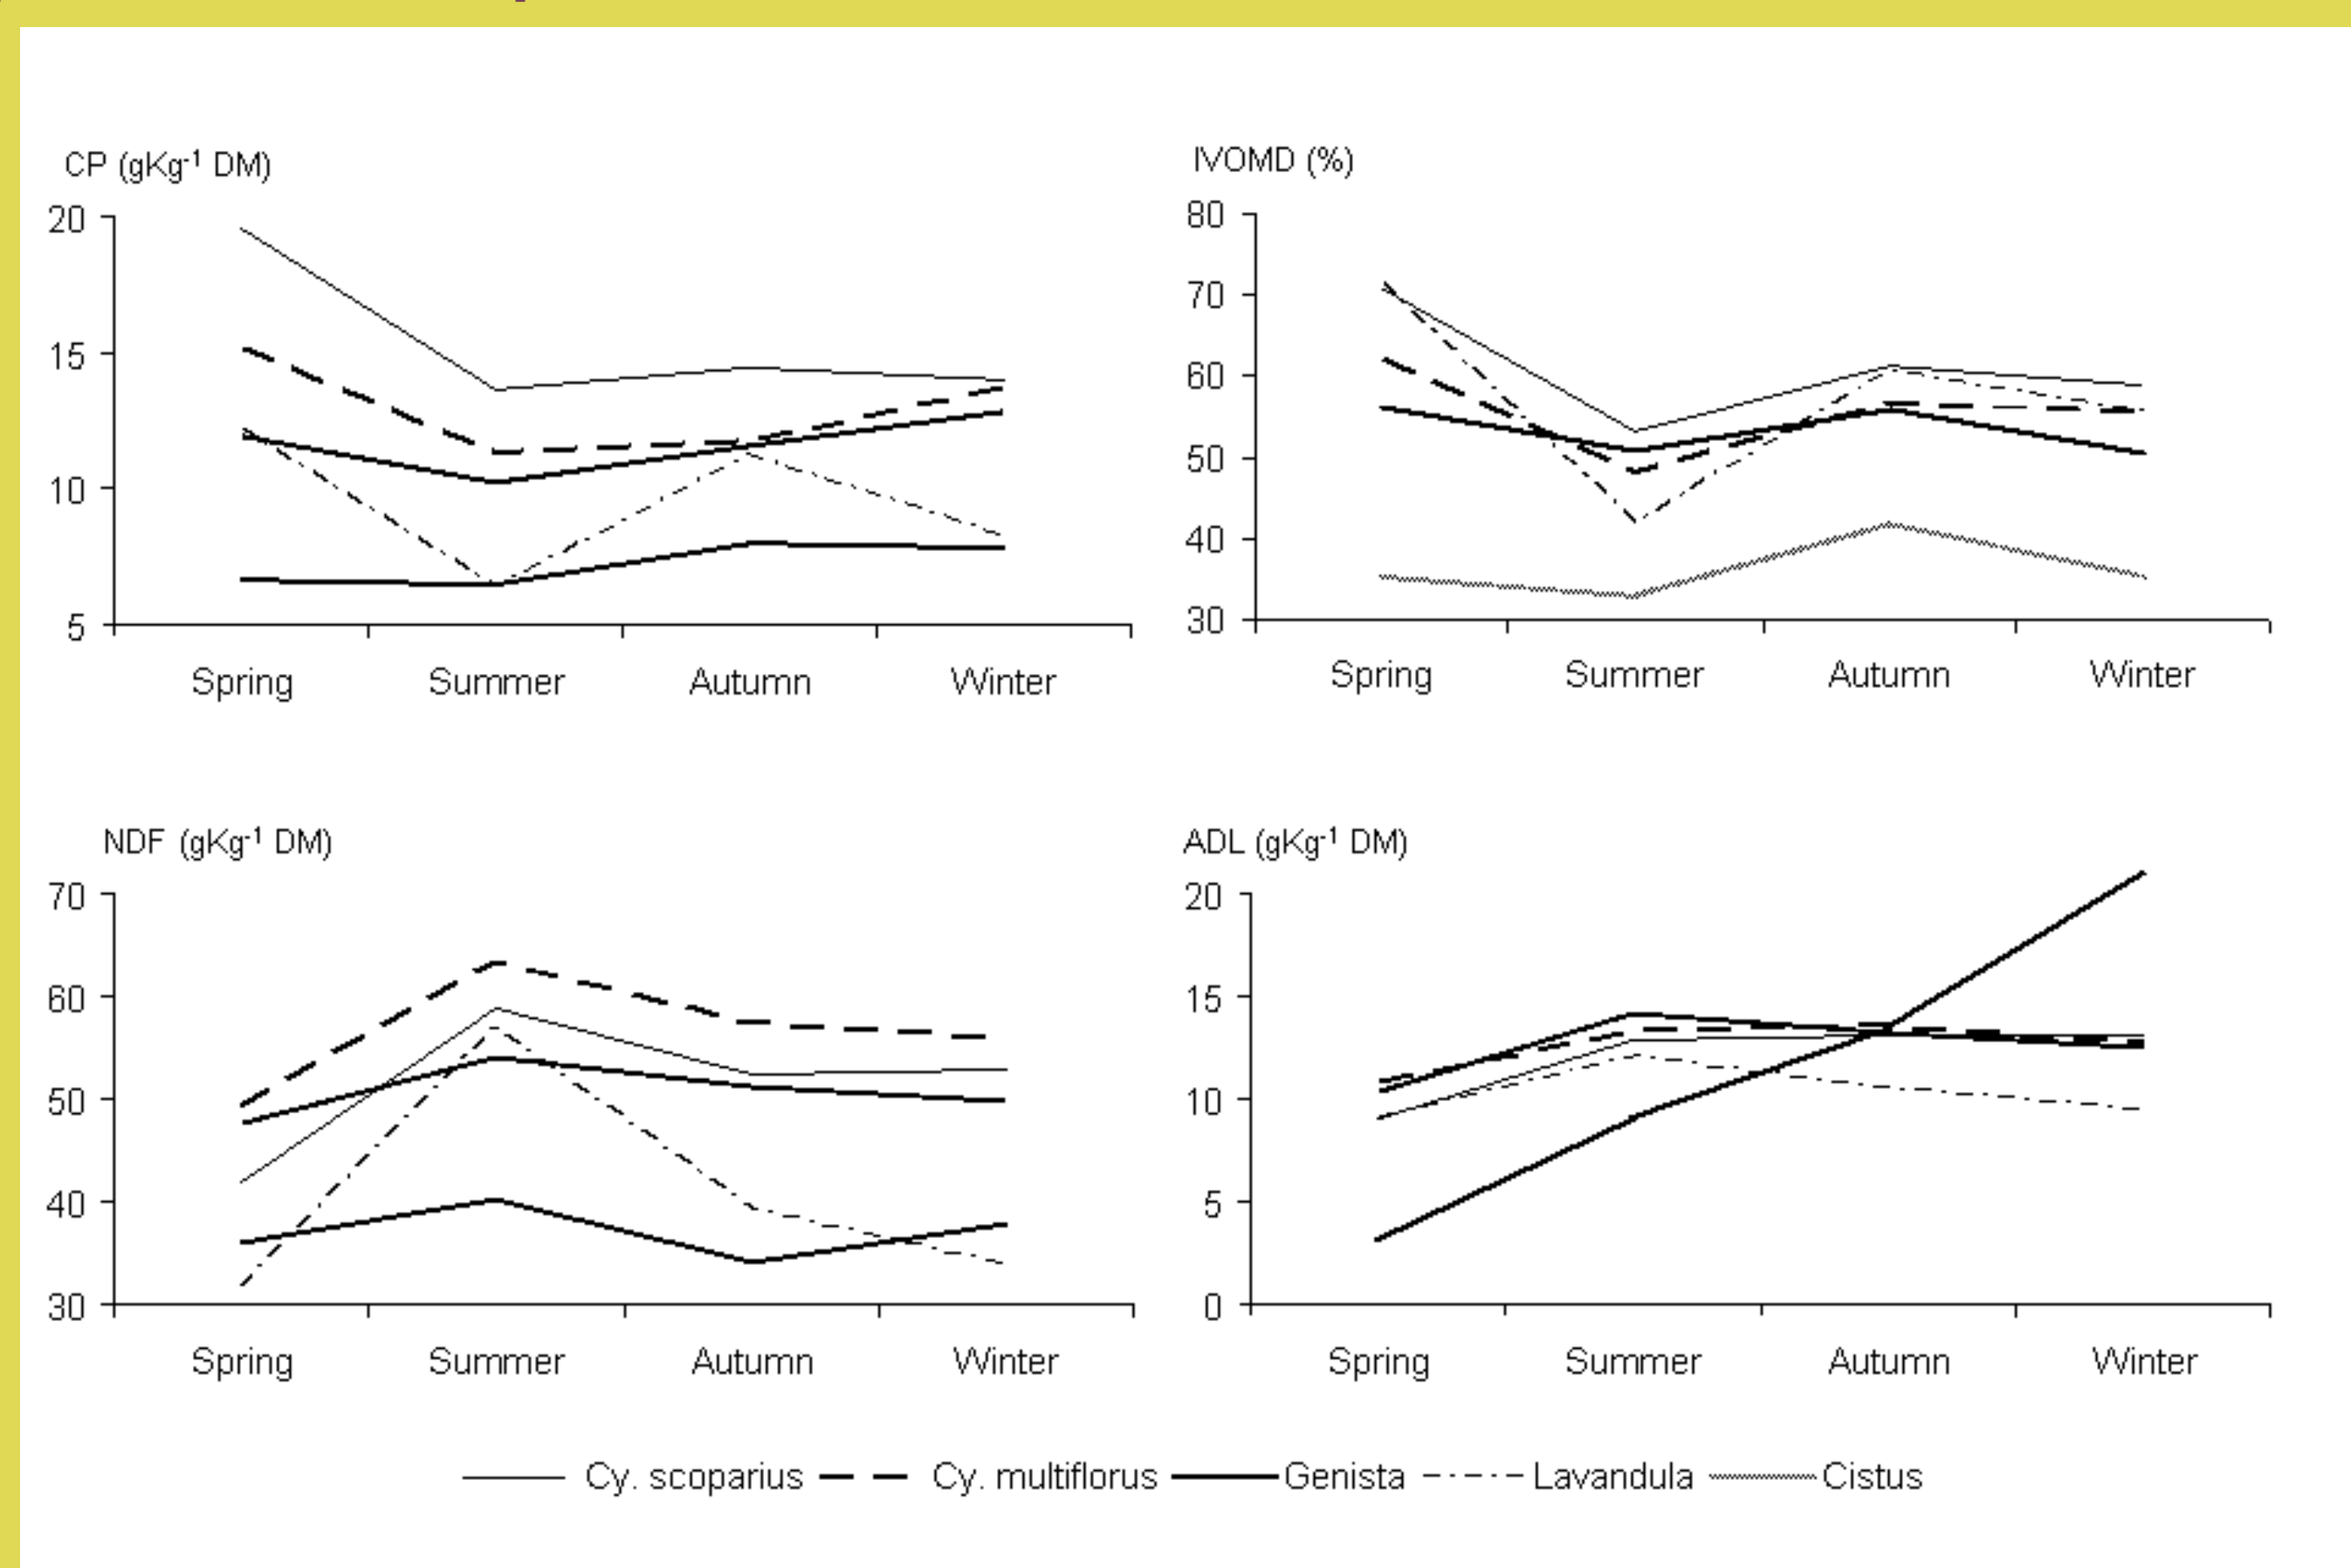 CP (gKg-1 DM)
20
15
10
5
Spring Summer Autumn Winter
IVOMD (%)
80
70
60
50
40
30
Spring Summer Autumn Winter
NDF (gKg-1 DM)
70
60
50
40
30
Spring Summer Autumn Winter
ADL (gKg-1 DM)
20
15
10
5
0
Spring Summer Autumn Winter
Cy. scoparius Cy. multiflorus Genista Lavandula Cistus